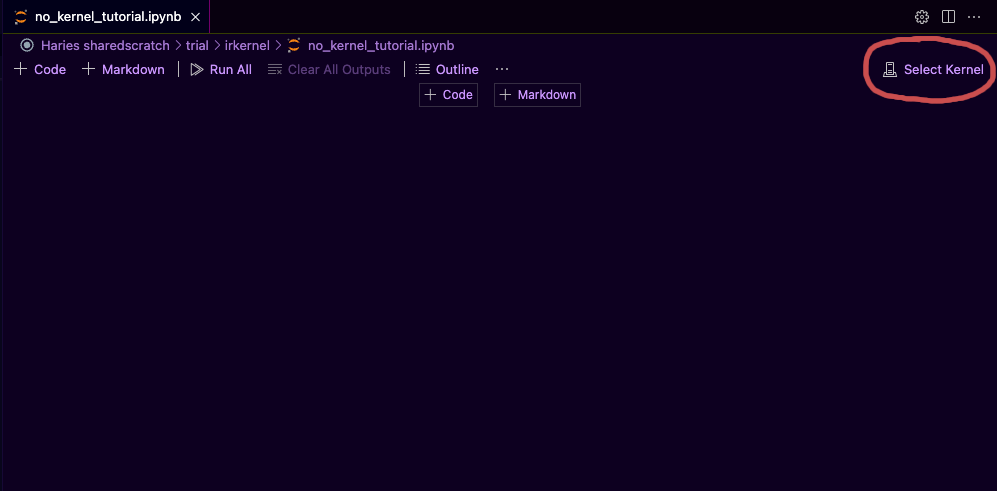 no_kernel_tutorial.ipynb
Haries sharedscratch > trial > irkernel > no_kernel_tutorial.ipynb
+ Code + Markdown Run All Clear All Outputs Outline ... Select Kernel
+ Code + Markdown